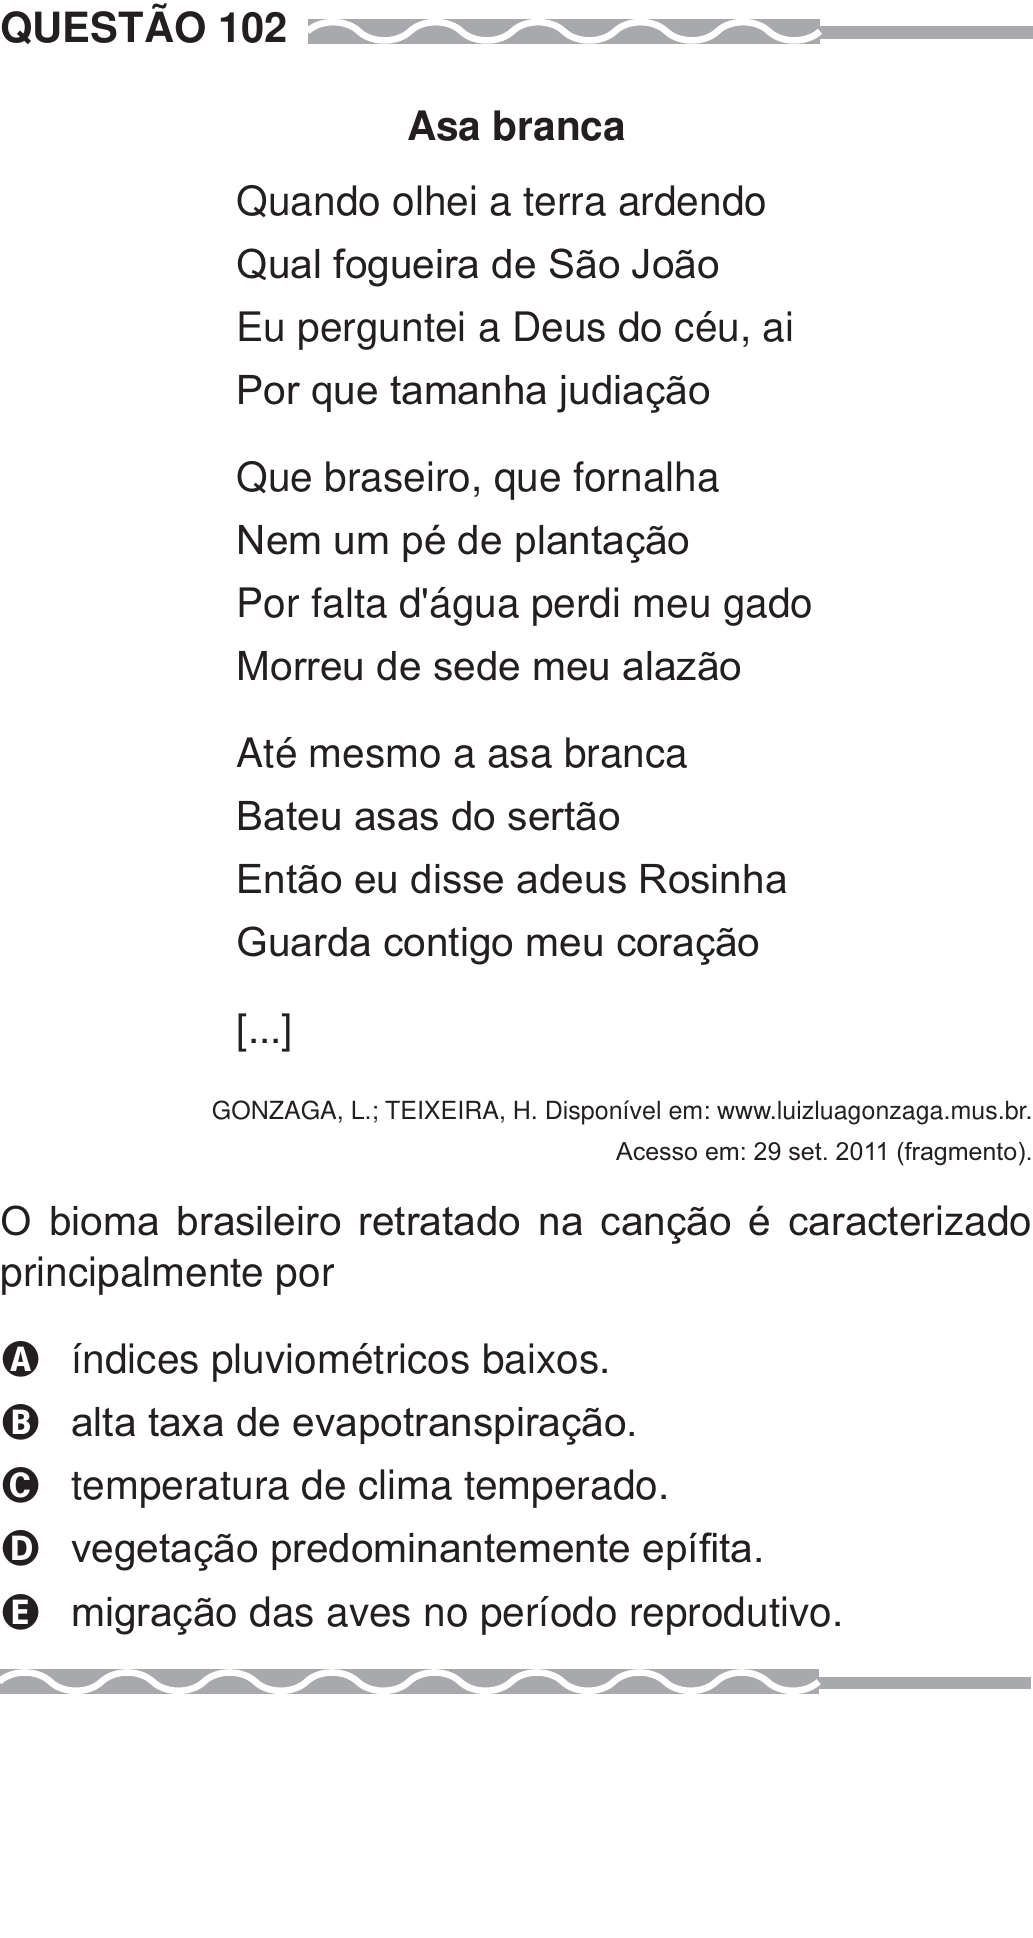 QUESTÃO 102
Asa branca
Quando olhei a terra ardendo
Qual fogueira de São João
Eu perguntei a Deus do céu, ai
Por que tamanha judiação
Que braseiro, que fornalha
Nem um pé de plantação
Por falta d'água perdi meu gado
Morreu de sede meu alazão
Até mesmo a asa branca
Bateu asas do sertão
Então eu disse adeus Rosinha
Guarda contigo meu coração
[...]
GONZAGA, L.; TEIXEIRA, H. Disponível em: www.luizluagonzaga.mus.br.
Acesso em: 29 set. 2011 (fragmento).
O bioma brasileiro retratado na canção é caracterizado
principalmente por
A índices pluviométricos baixos.
B alta taxa de evapotranspiração.
C temperatura de clima temperado.
D vegetação predominantemente epífita.
E migração das aves no período reprodutivo.